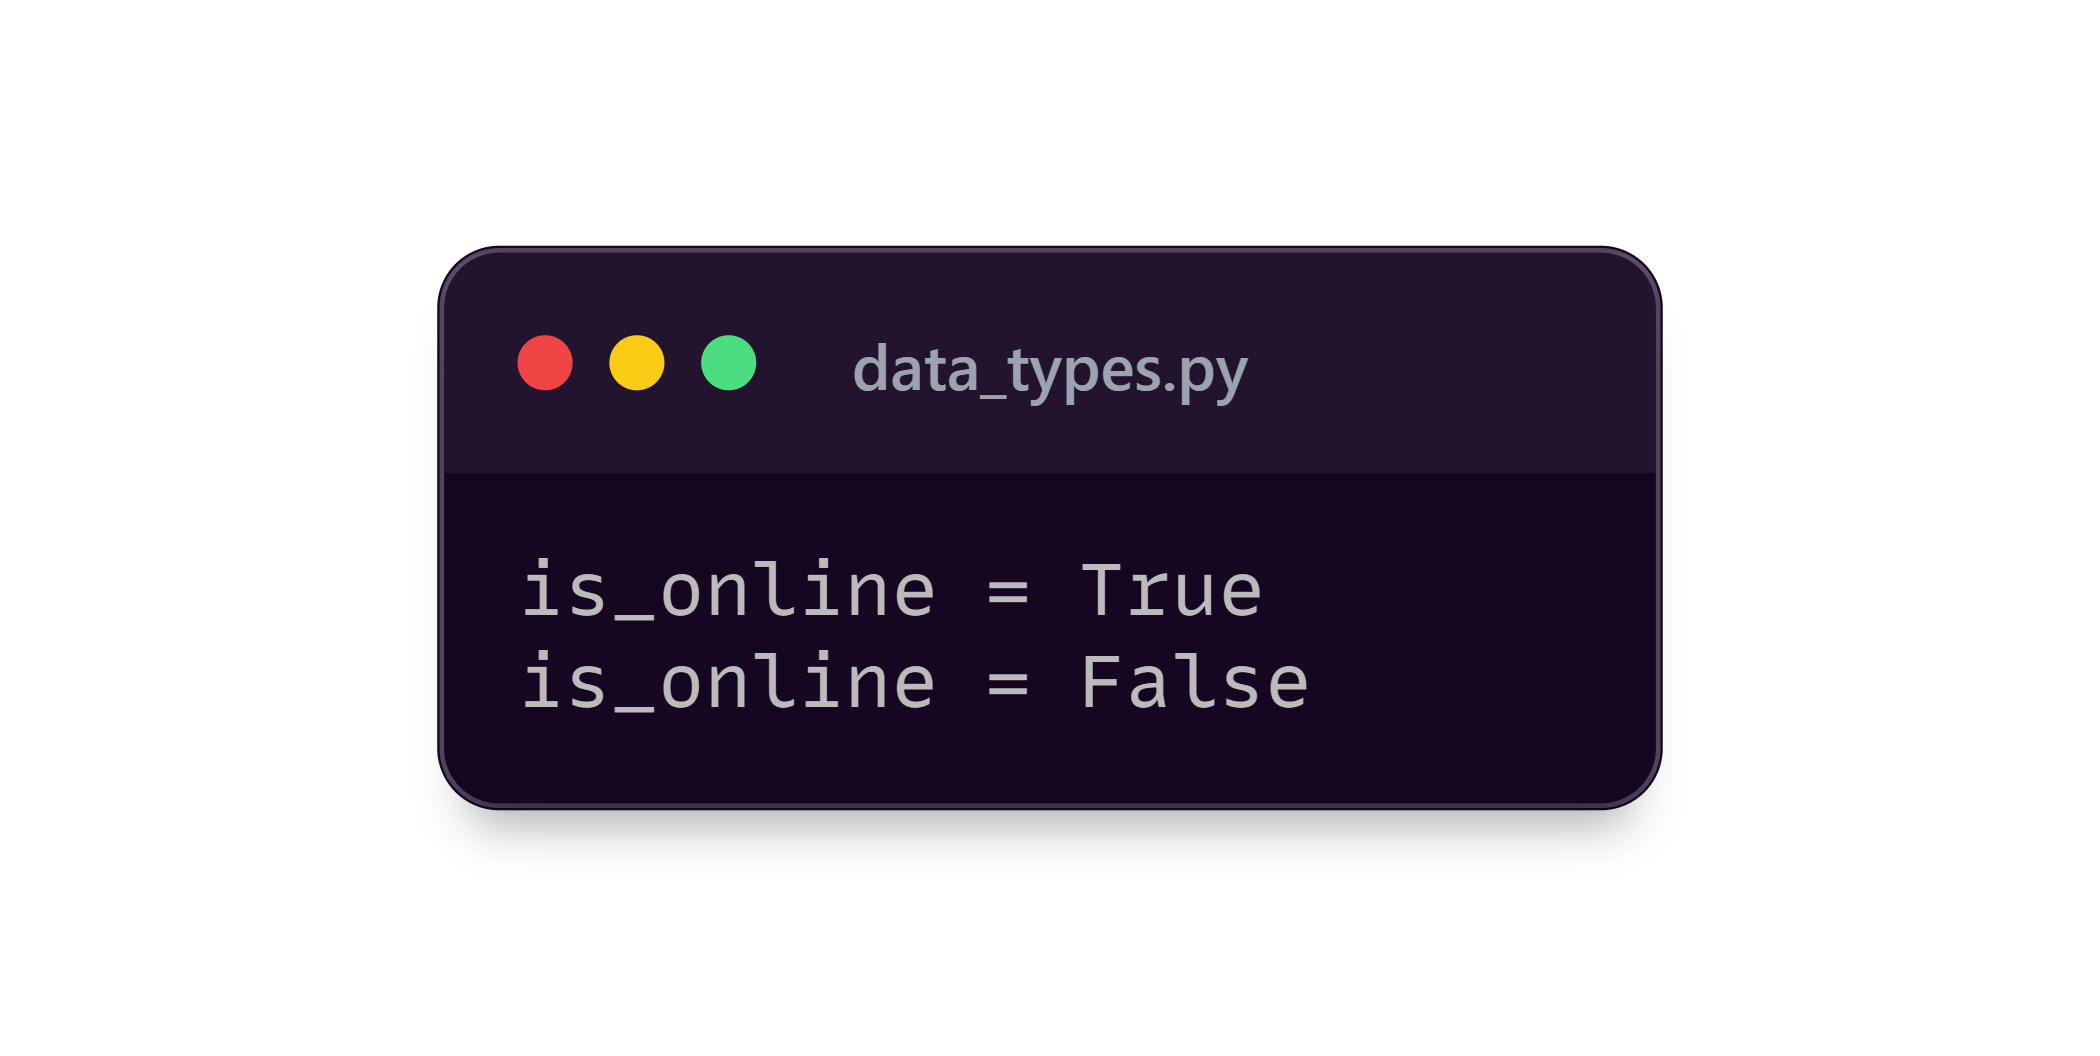 data_types.py
is_online = True
is_online = False